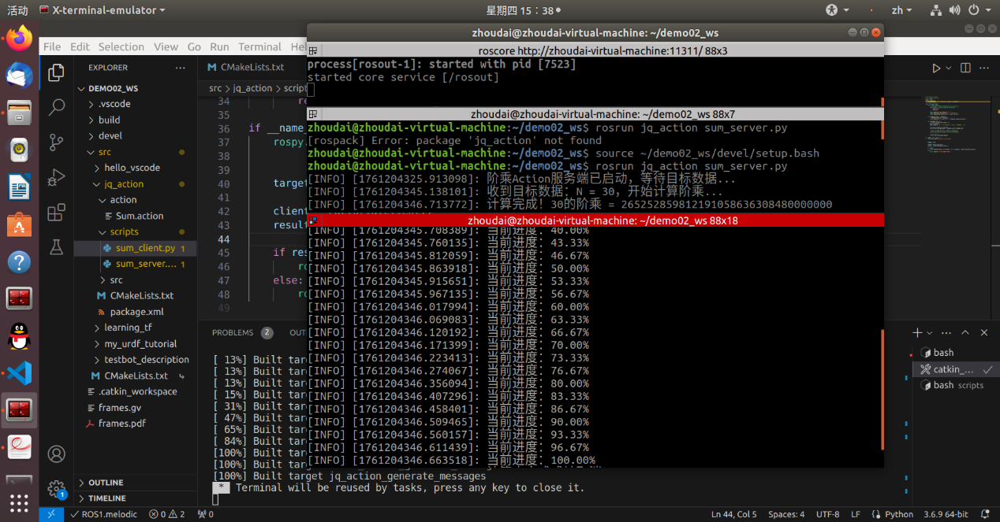 活动 X-terminal-emulator 星期四 15：38 zh
zhoudai@zhoudai-virtual-machine: ~/demo02_ws
File Edit Selection View Go Run Terminal Hel
roscore http://zhoudai-virtual-machine:11311/ 88x3
process[rosout-1]: started with pid [7523]
started core service [/rosout]
zhoudai@zhoudai-virtual-machine: ~/demo02_ws 88x7
zhoudai@zhoudai-virtual-machine:~/demo02_ws$ rosrun jq_action sum_server.py
[rospack] Error: package 'jq_action' not found
zhoudai@zhoudai-virtual-machine:~/demo02_ws$ source ~/demo02_ws/devel/setup.bash
zhoudai@zhoudai-virtual-machine:~/demo02_ws$ rosrun jq_action sum_server.py
[INFO] [1761204325.913098]: 阶乘Action服务端已启动，等待目标数据...
[INFO] [1761204345.138101]: 收到目标数据：N = 30，开始计算阶乘...
[INFO] [1761204346.713772]: 计算完成！30的阶乘 = 265252859812191058636308480000000
zhoudai@zhoudai-virtual-machine: ~/demo02_ws 88x18
[INFO] [1761204345.708389]: 当前进度：40.00%
[INFO] [1761204345.760135]: 当前进度：43.33%
[INFO] [1761204345.812059]: 当前进度：46.67%
[INFO] [1761204345.863918]: 当前进度：50.00%
[INFO] [1761204345.915651]: 当前进度：53.33%
[INFO] [1761204345.967135]: 当前进度：56.67%
[INFO] [1761204346.017994]: 当前进度：60.00%
[INFO] [1761204346.069083]: 当前进度：63.33%
[INFO] [1761204346.120192]: 当前进度：66.67%
[INFO] [1761204346.171399]: 当前进度：70.00%
[INFO] [1761204346.223413]: 当前进度：73.33%
[INFO] [1761204346.274067]: 当前进度：76.67%
[INFO] [1761204346.356094]: 当前进度：80.00%
[INFO] [1761204346.407296]: 当前进度：83.33%
[INFO] [1761204346.458401]: 当前进度：86.67%
[INFO] [1761204346.509465]: 当前进度：90.00%
[INFO] [1761204346.560157]: 当前进度：93.33%
[INFO] [1761204346.611439]: 当前进度：96.67%
[INFO] [1761204346.663518]: 当前进度：100.00%
EXPLORER
DEMO02_WS
.vscode
build
devel
src
hello_vscode
jq_action
action
Sum.action
scripts
sum_client.py 1
sum_server.... 1
src
CMakeLists.txt
package.xml
learning_tf
my_urdf_tutorial
testbot_description
CMakeLists.txt
.catkin_workspace
frames.gv
frames.pdf
OUTLINE
TIMELINE
CMakeLists.txt
src > jq_action > scripts
34 re
35
36 if __name_
37 rospy.
38
39
40 target
41
42 client
43 result
44
45 if res
46 ro
47 else:
48 ro
49
PROBLEMS 2 OUT
[ 13%] Built targ
[ 13%] Built targ
[ 13%] Built targ
[ 15%] Built targ
[ 31%] Built targ
[ 47%] Built targ
[ 65%] Built targ
[ 84%] Built targ
[100%] Built targ
[100%] Built targ
[100%] Built target jq_action_generate_messages
* Terminal will be reused by tasks, press any key to close it.
bash
catkin_...
bash scripts
1
ROS1.melodic 0 2 0 Ln 44, Col 5 Spaces: 4 UTF-8 LF {} Python 3.6.9 64-bit